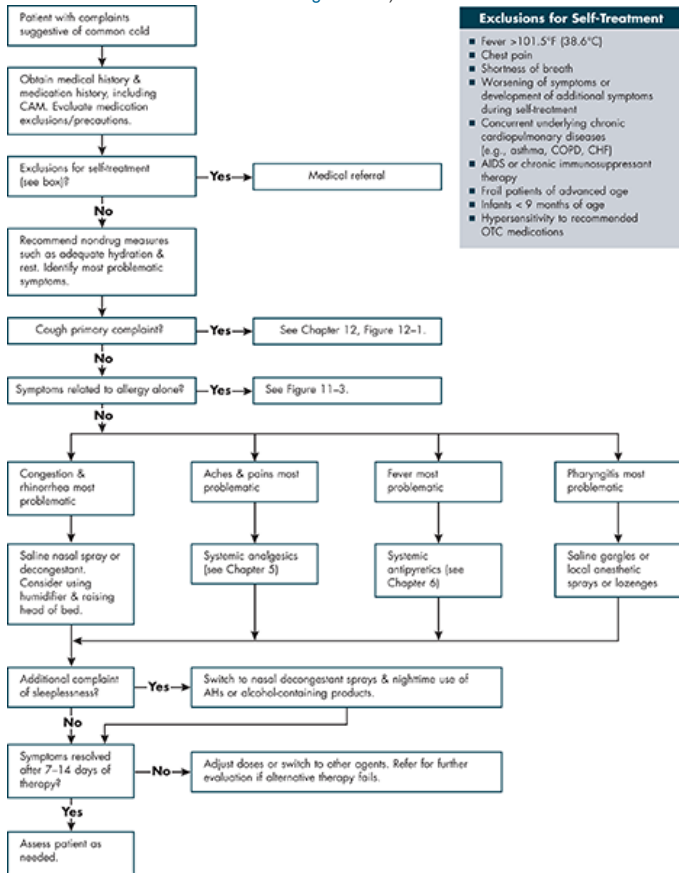 Patient with complaints
suggestive of common cold
Obtain medical history &
medication history, including
CAM. Evaluate medication
exclusions/precautions.
Exclusions for self-treatment
(see box)?
Yes
Medical referral
No
Recommend nondrug measures
such as adequate hydration &
rest. Identify most problematic
symptoms.
Cough primary complaint?
Yes
See Chapter 12, Figure 12–1.
No
Symptoms related to allergy alone?
Yes
See Figure 11–3.
No
Congestion &
rhinorrhea most
problematic
Aches & pains most
problematic
Fever most
problematic
Pharyngitis most
problematic
Saline nasal spray or
decongestant.
Consider using
humidifier & raising
head of bed.
Systemic analgesics
(see Chapter 5)
Systemic
antipyretics (see
Chapter 6)
Saline gargles or
local anesthetic
sprays or lozenges
Additional complaint
of sleeplessness?
Yes
Switch to nasal decongestant sprays & nighttime use of
AHs or alcohol-containing products.
No
Symptoms resolved
after 7–14 days of
therapy?
No
Adjust doses or switch to other agents. Refer for further
evaluation if alternative therapy fails.
Yes
Assess patient as
needed.
Exclusions for Self-Treatment
■ Fever >101.5°F (38.6°C)
■ Chest pain
■ Shortness of breath
■ Worsening of symptoms or
development of additional symptoms
during self-treatment
■ Concurrent underlying chronic
cardiopulmonary diseases
(e.g., asthma, COPD, CHF)
■ AIDS or chronic immunosuppressant
therapy
■ Frail patients of advanced age
■ Infants < 9 months of age
■ Hypersensitivity to recommended
OTC medications